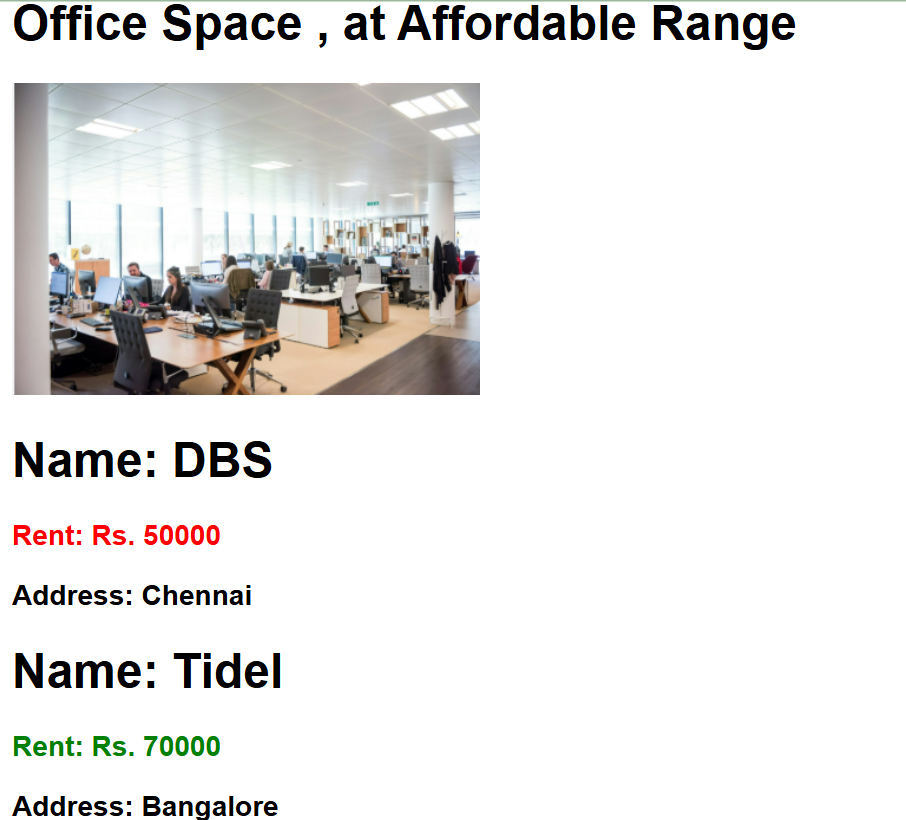 Office Space , at Affordable Range
Name: DBS
Rent: Rs. 50000
Address: Chennai
Name: Tidel
Rent: Rs. 70000
Address: Bangalore